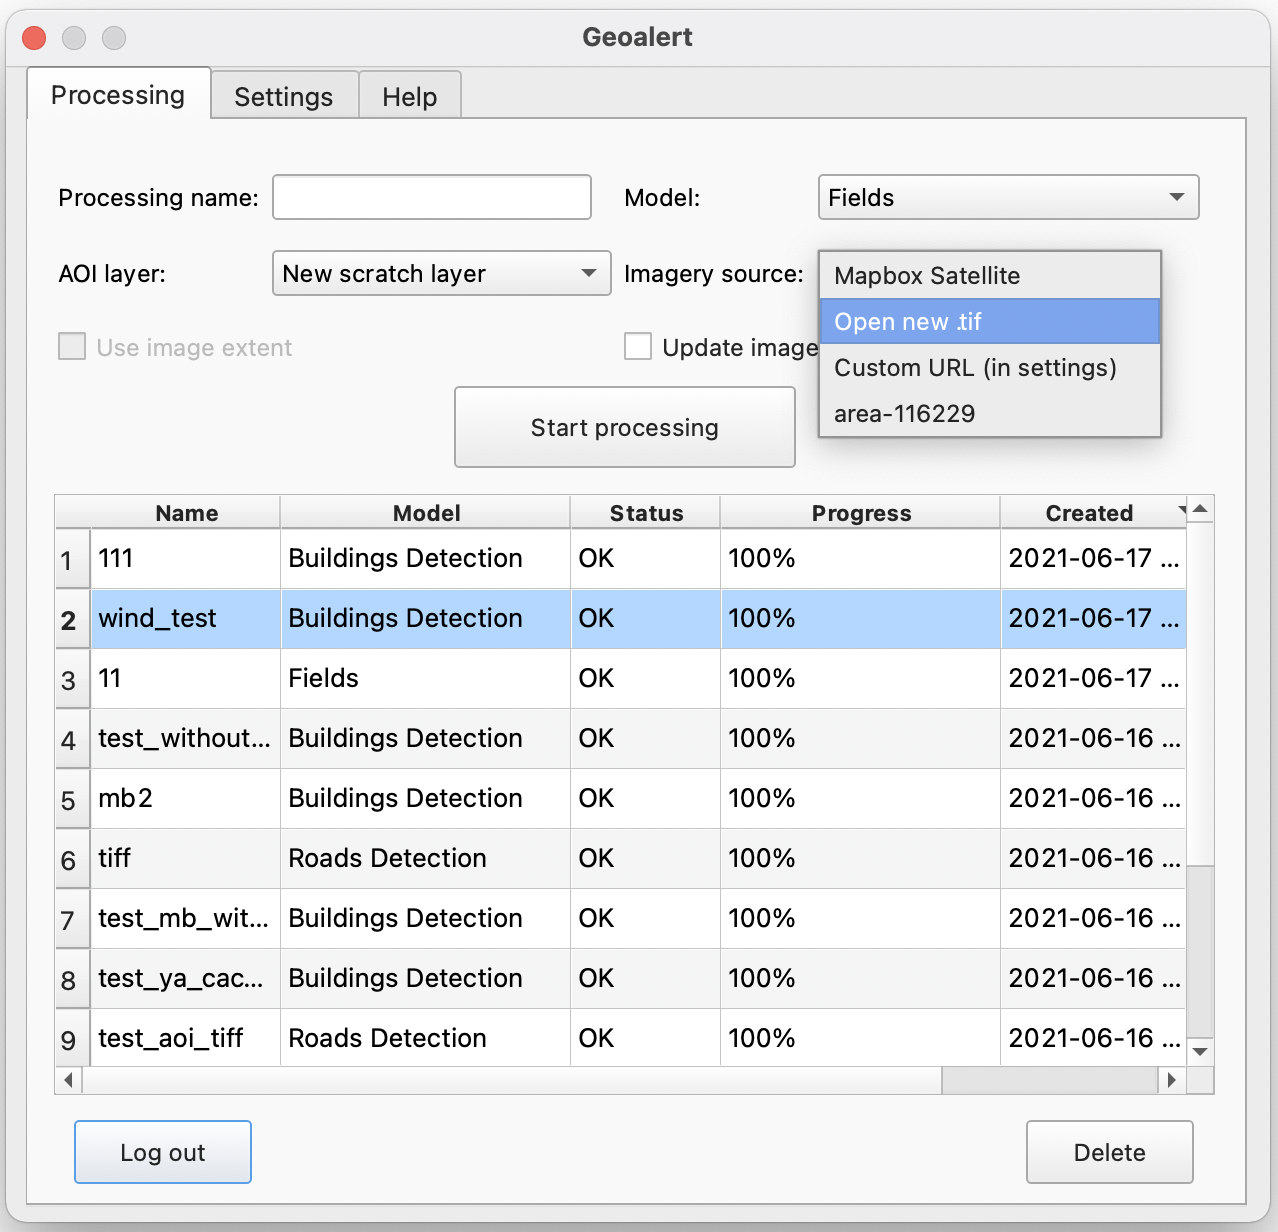 Geoalert
Processing Settings Help
Processing name: Model: Fields
AOI layer: New scratch layer Imagery source: Mapbox Satellite
Open new .tif
Use image extent Update image
Custom URL (in settings)
area-116229
Start processing
Name Model Status Progress Created
1 111 Buildings Detection OK 100% 2021-06-17 ...
2 wind_test Buildings Detection OK 100% 2021-06-17 ...
3 11 Fields OK 100% 2021-06-17 ...
4 test_without... Buildings Detection OK 100% 2021-06-16 ...
5 mb2 Buildings Detection OK 100% 2021-06-16 ...
6 tiff Roads Detection OK 100% 2021-06-16 ...
7 test_mb_wit... Buildings Detection OK 100% 2021-06-16 ...
8 test_ya_cac... Buildings Detection OK 100% 2021-06-16 ...
9 test_aoi_tiff Roads Detection OK 100% 2021-06-16 ...
Log out Delete